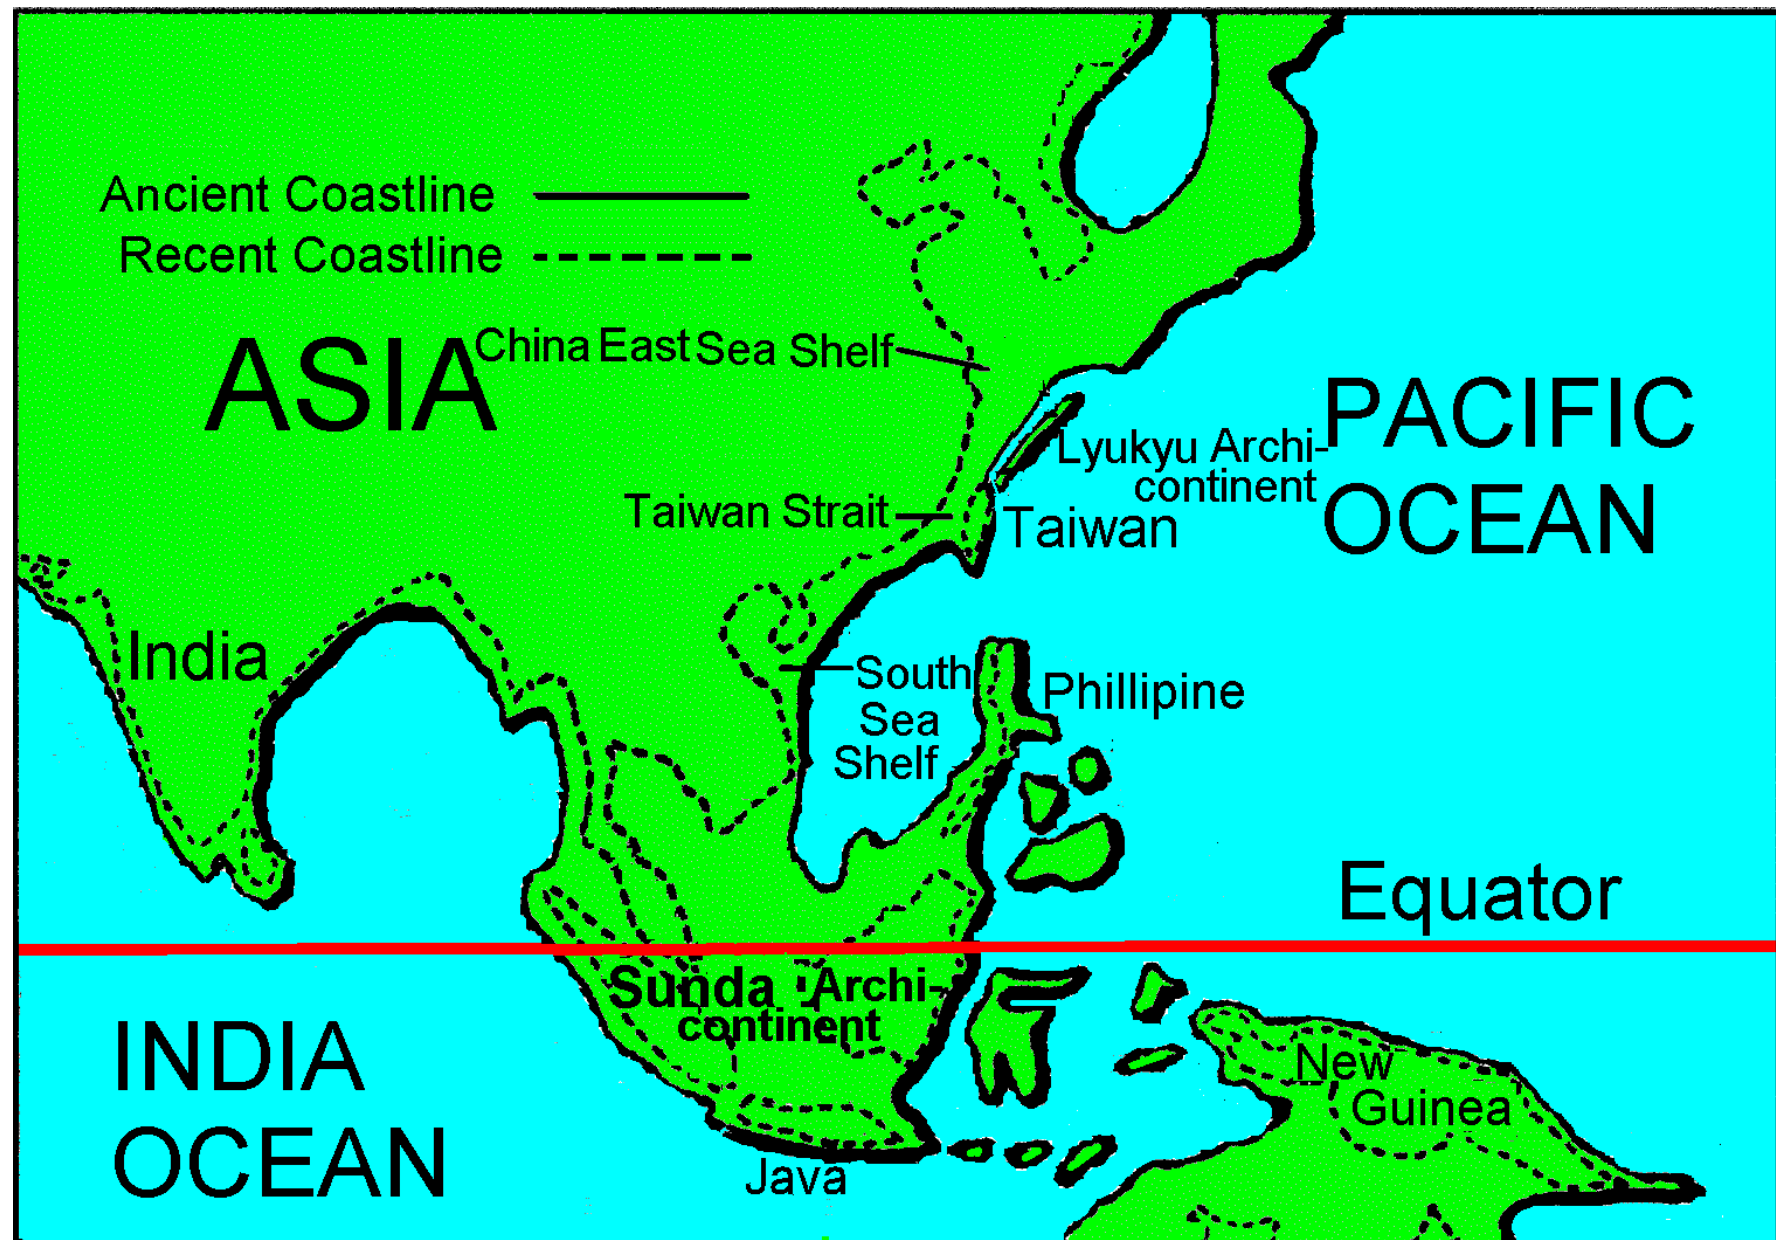 Ancient Coastline
Recent Coastline
ASIA
China East Sea Shelf
PACIFIC
OCEAN
Lyukyu Archi-
continent
Taiwan Strait
Taiwan
India
South
Sea
Shelf
Phillipine
Equator
Sunda Archi-
continent
INDIA
OCEAN
New
Guinea
Java